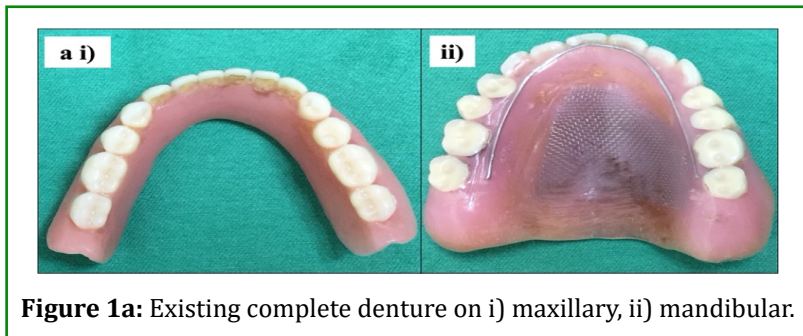 a i)
ii)
Figure 1a: Existing complete denture on i) maxillary, ii) mandibular.